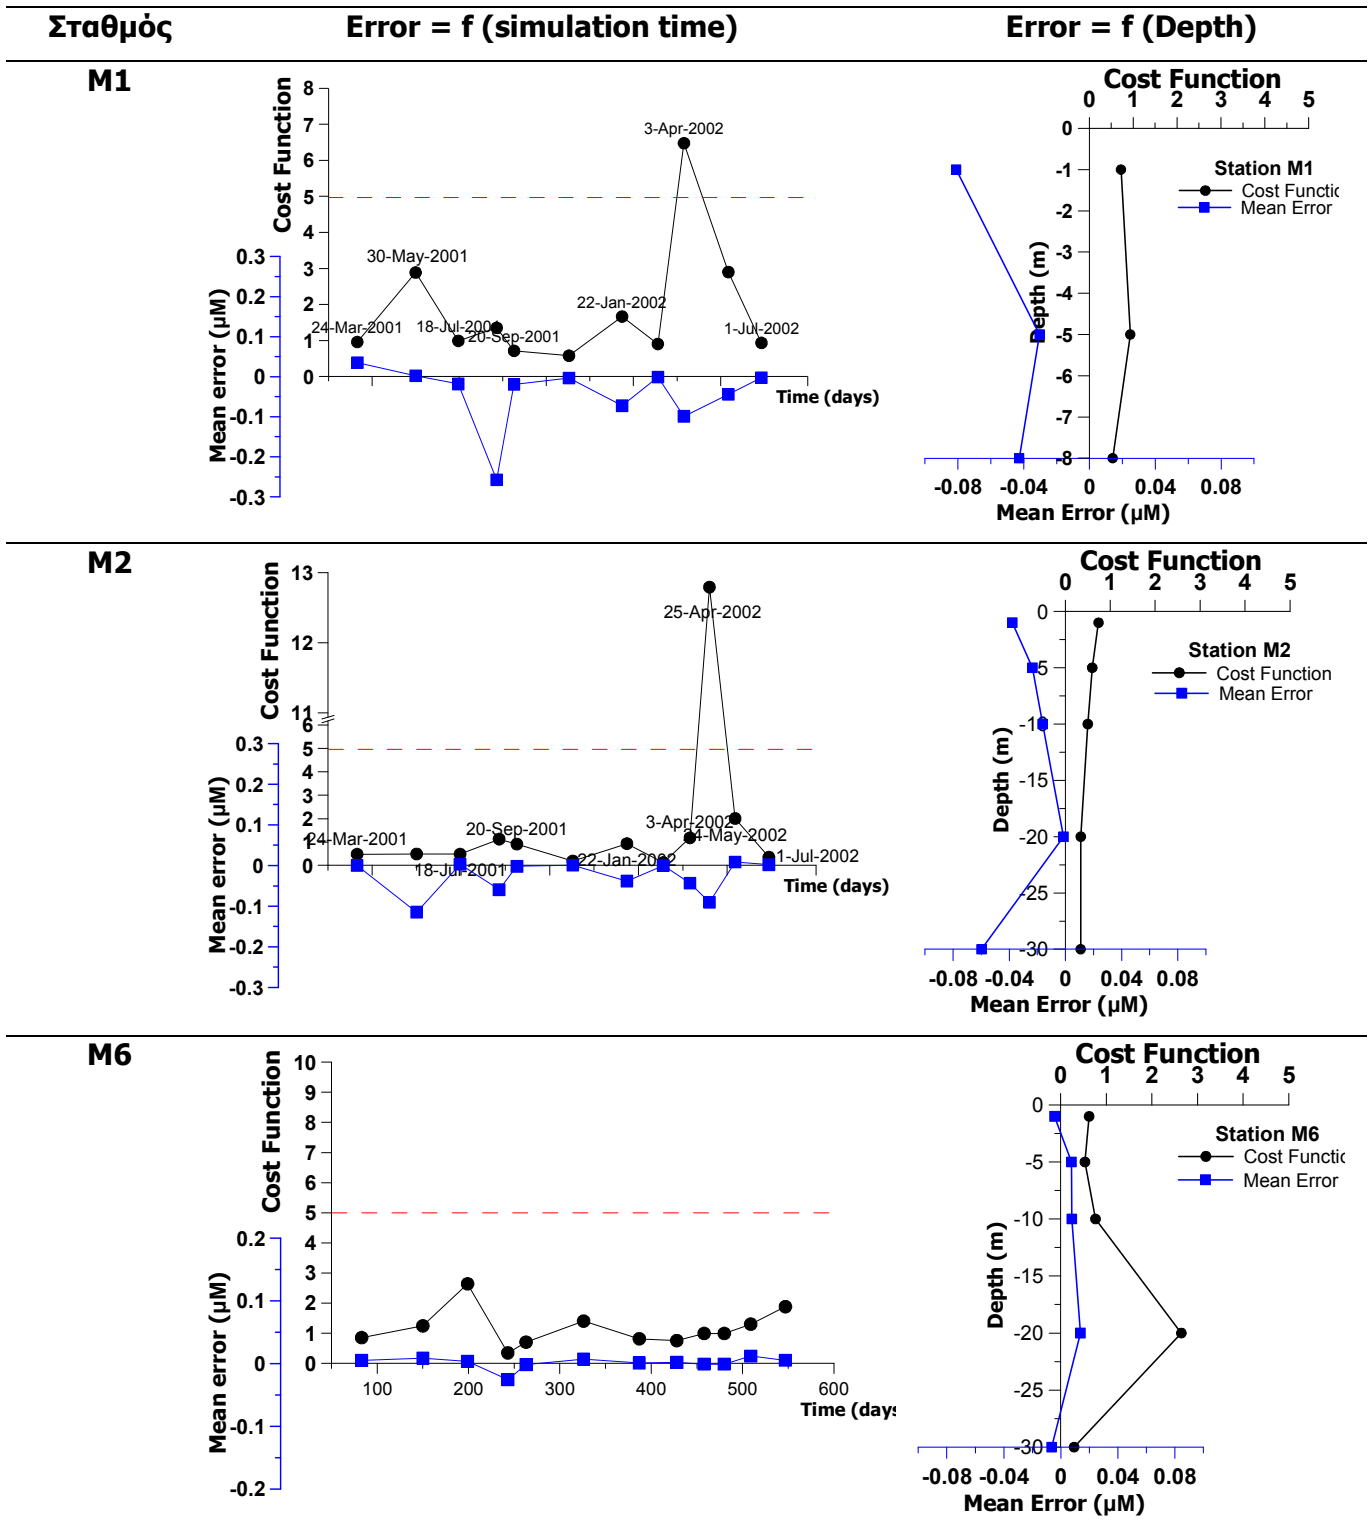 Σταθμός Error = f (simulation time) Error = f (Depth)
M1
Cost Function
8
7
6
5
4
3
2
1
0
Mean error (μM)
0.3
0.2
0.1
0
-0.1
-0.2
-0.3
24-Mar-2001
30-May-2001
18-Jul-2001
20-Sep-2001
22-Jan-2002
3-Apr-2002
1-Jul-2002
Time (days)
Cost Function
0 1 2 3 4 5
Depth (m)
0
-1
-2
-3
-4
-5
-6
-7
-8
Station M1
Cost Functic
Mean Error
-0.08 -0.04 0 0.04 0.08
Mean Error (μM)
M2
Cost Function
13
12
11
6
5
4
3
2
1
0
Mean error (μM)
0.3
0.2
0.1
0
-0.1
-0.2
-0.3
24-Mar-2001
18-Jul-2001
20-Sep-2001
22-Jan-2002
3-Apr-2002
25-Apr-2002
24-May-2002
1-Jul-2002
Time (days)
Cost Function
0 1 2 3 4 5
Depth (m)
0
-5
-10
-15
-20
-25
-30
Station M2
Cost Function
Mean Error
-0.08 -0.04 0 0.04 0.08
Mean Error (μM)
M6
Cost Function
10
9
8
7
6
5
4
3
2
1
0
Mean error (μM)
0.2
0.1
0
-0.1
-0.2
100 200 300 400 500 600
Time (days
Cost Function
0 1 2 3 4 5
Depth (m)
0
-5
-10
-15
-20
-25
-30
Station M6
Cost Functic
Mean Error
-0.08 -0.04 0 0.04 0.08
Mean Error (μM)